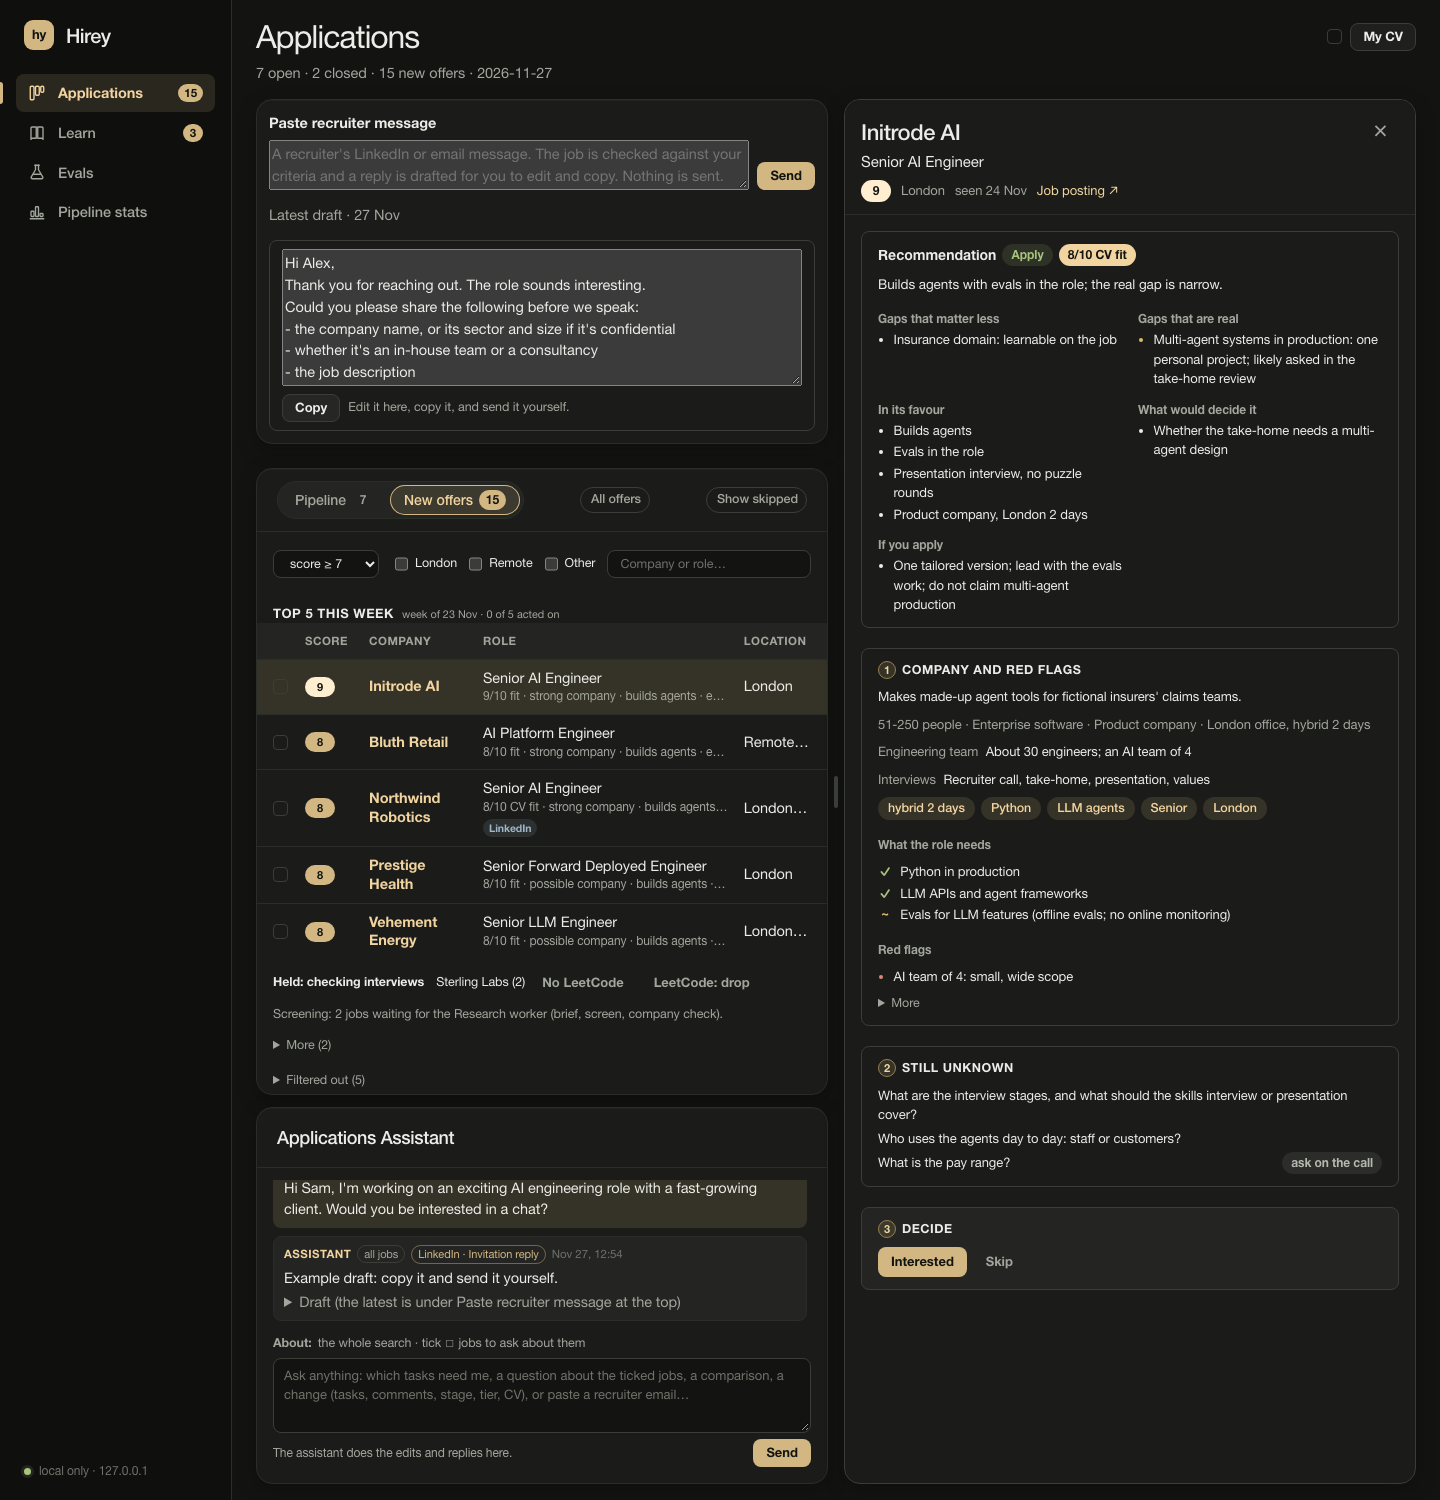 hy Hirey
Applications 15
Learn 3
Evals
Pipeline stats
local only · 127.0.0.1
Applications
7 open · 2 closed · 15 new offers · 2026-11-27
My CV
Paste recruiter message
A recruiter's LinkedIn or email message. The job is checked against your
criteria and a reply is drafted for you to edit and copy. Nothing is sent.
Send
Latest draft · 27 Nov
Hi Alex,
Thank you for reaching out. The role sounds interesting.
Could you please share the following before we speak:
- the company name, or its sector and size if it's confidential
- whether it's an in-house team or a consultancy
- the job description
Copy Edit it here, copy it, and send it yourself.
Pipeline 7 New offers 15 All offers Show skipped
score ≥ 7 London Remote Other Company or role…
TOP 5 THIS WEEK week of 23 Nov · 0 of 5 acted on
SCORE COMPANY ROLE LOCATION
9 Initrode AI Senior AI Engineer London
9/10 fit · strong company · builds agents · e…
8 Bluth Retail AI Platform Engineer Remote…
8/10 fit · strong company · builds agents · e…
8 Northwind Robotics Senior AI Engineer London…
8/10 CV fit · strong company · builds agents…
LinkedIn
8 Prestige Health Senior Forward Deployed Engineer London
8/10 fit · possible company · builds agents ·…
8 Vehement Energy Senior LLM Engineer London…
8/10 fit · possible company · builds agents ·…
Held: checking interviews Sterling Labs (2) No LeetCode LeetCode: drop
Screening: 2 jobs waiting for the Research worker (brief, screen, company check).
More (2)
Filtered out (5)
Applications Assistant
Hi Sam, I'm working on an exciting AI engineering role with a fast-growing
client. Would you be interested in a chat?
ASSISTANT all jobs LinkedIn · Invitation reply Nov 27, 12:54
Example draft: copy it and send it yourself.
Draft (the latest is under Paste recruiter message at the top)
About: the whole search · tick □ jobs to ask about them
Ask anything: which tasks need me, a question about the ticked jobs, a comparison, a
change (tasks, comments, stage, tier, CV), or paste a recruiter email…
The assistant does the edits and replies here.
Send
Initrode AI
Senior AI Engineer
9 London seen 24 Nov Job posting ↗
Recommendation Apply 8/10 CV fit
Builds agents with evals in the role; the real gap is narrow.
Gaps that matter less
• Insurance domain: learnable on the job
Gaps that are real
• Multi-agent systems in production: one
personal project; likely asked in the
take-home review
In its favour
• Builds agents
• Evals in the role
• Presentation interview, no puzzle
rounds
• Product company, London 2 days
What would decide it
• Whether the take-home needs a multi-
agent design
If you apply
• One tailored version; lead with the evals
work; do not claim multi-agent
production
1 COMPANY AND RED FLAGS
Makes made-up agent tools for fictional insurers' claims teams.
51-250 people · Enterprise software · Product company · London office, hybrid 2 days
Engineering team About 30 engineers; an AI team of 4
Interviews Recruiter call, take-home, presentation, values
hybrid 2 days Python LLM agents Senior London
What the role needs
✓ Python in production
✓ LLM APIs and agent frameworks
~ Evals for LLM features (offline evals; no online monitoring)
Red flags
• AI team of 4: small, wide scope
More
2 STILL UNKNOWN
What are the interview stages, and what should the skills interview or presentation
cover?
Who uses the agents day to day: staff or customers?
What is the pay range? ask on the call
3 DECIDE
Interested Skip